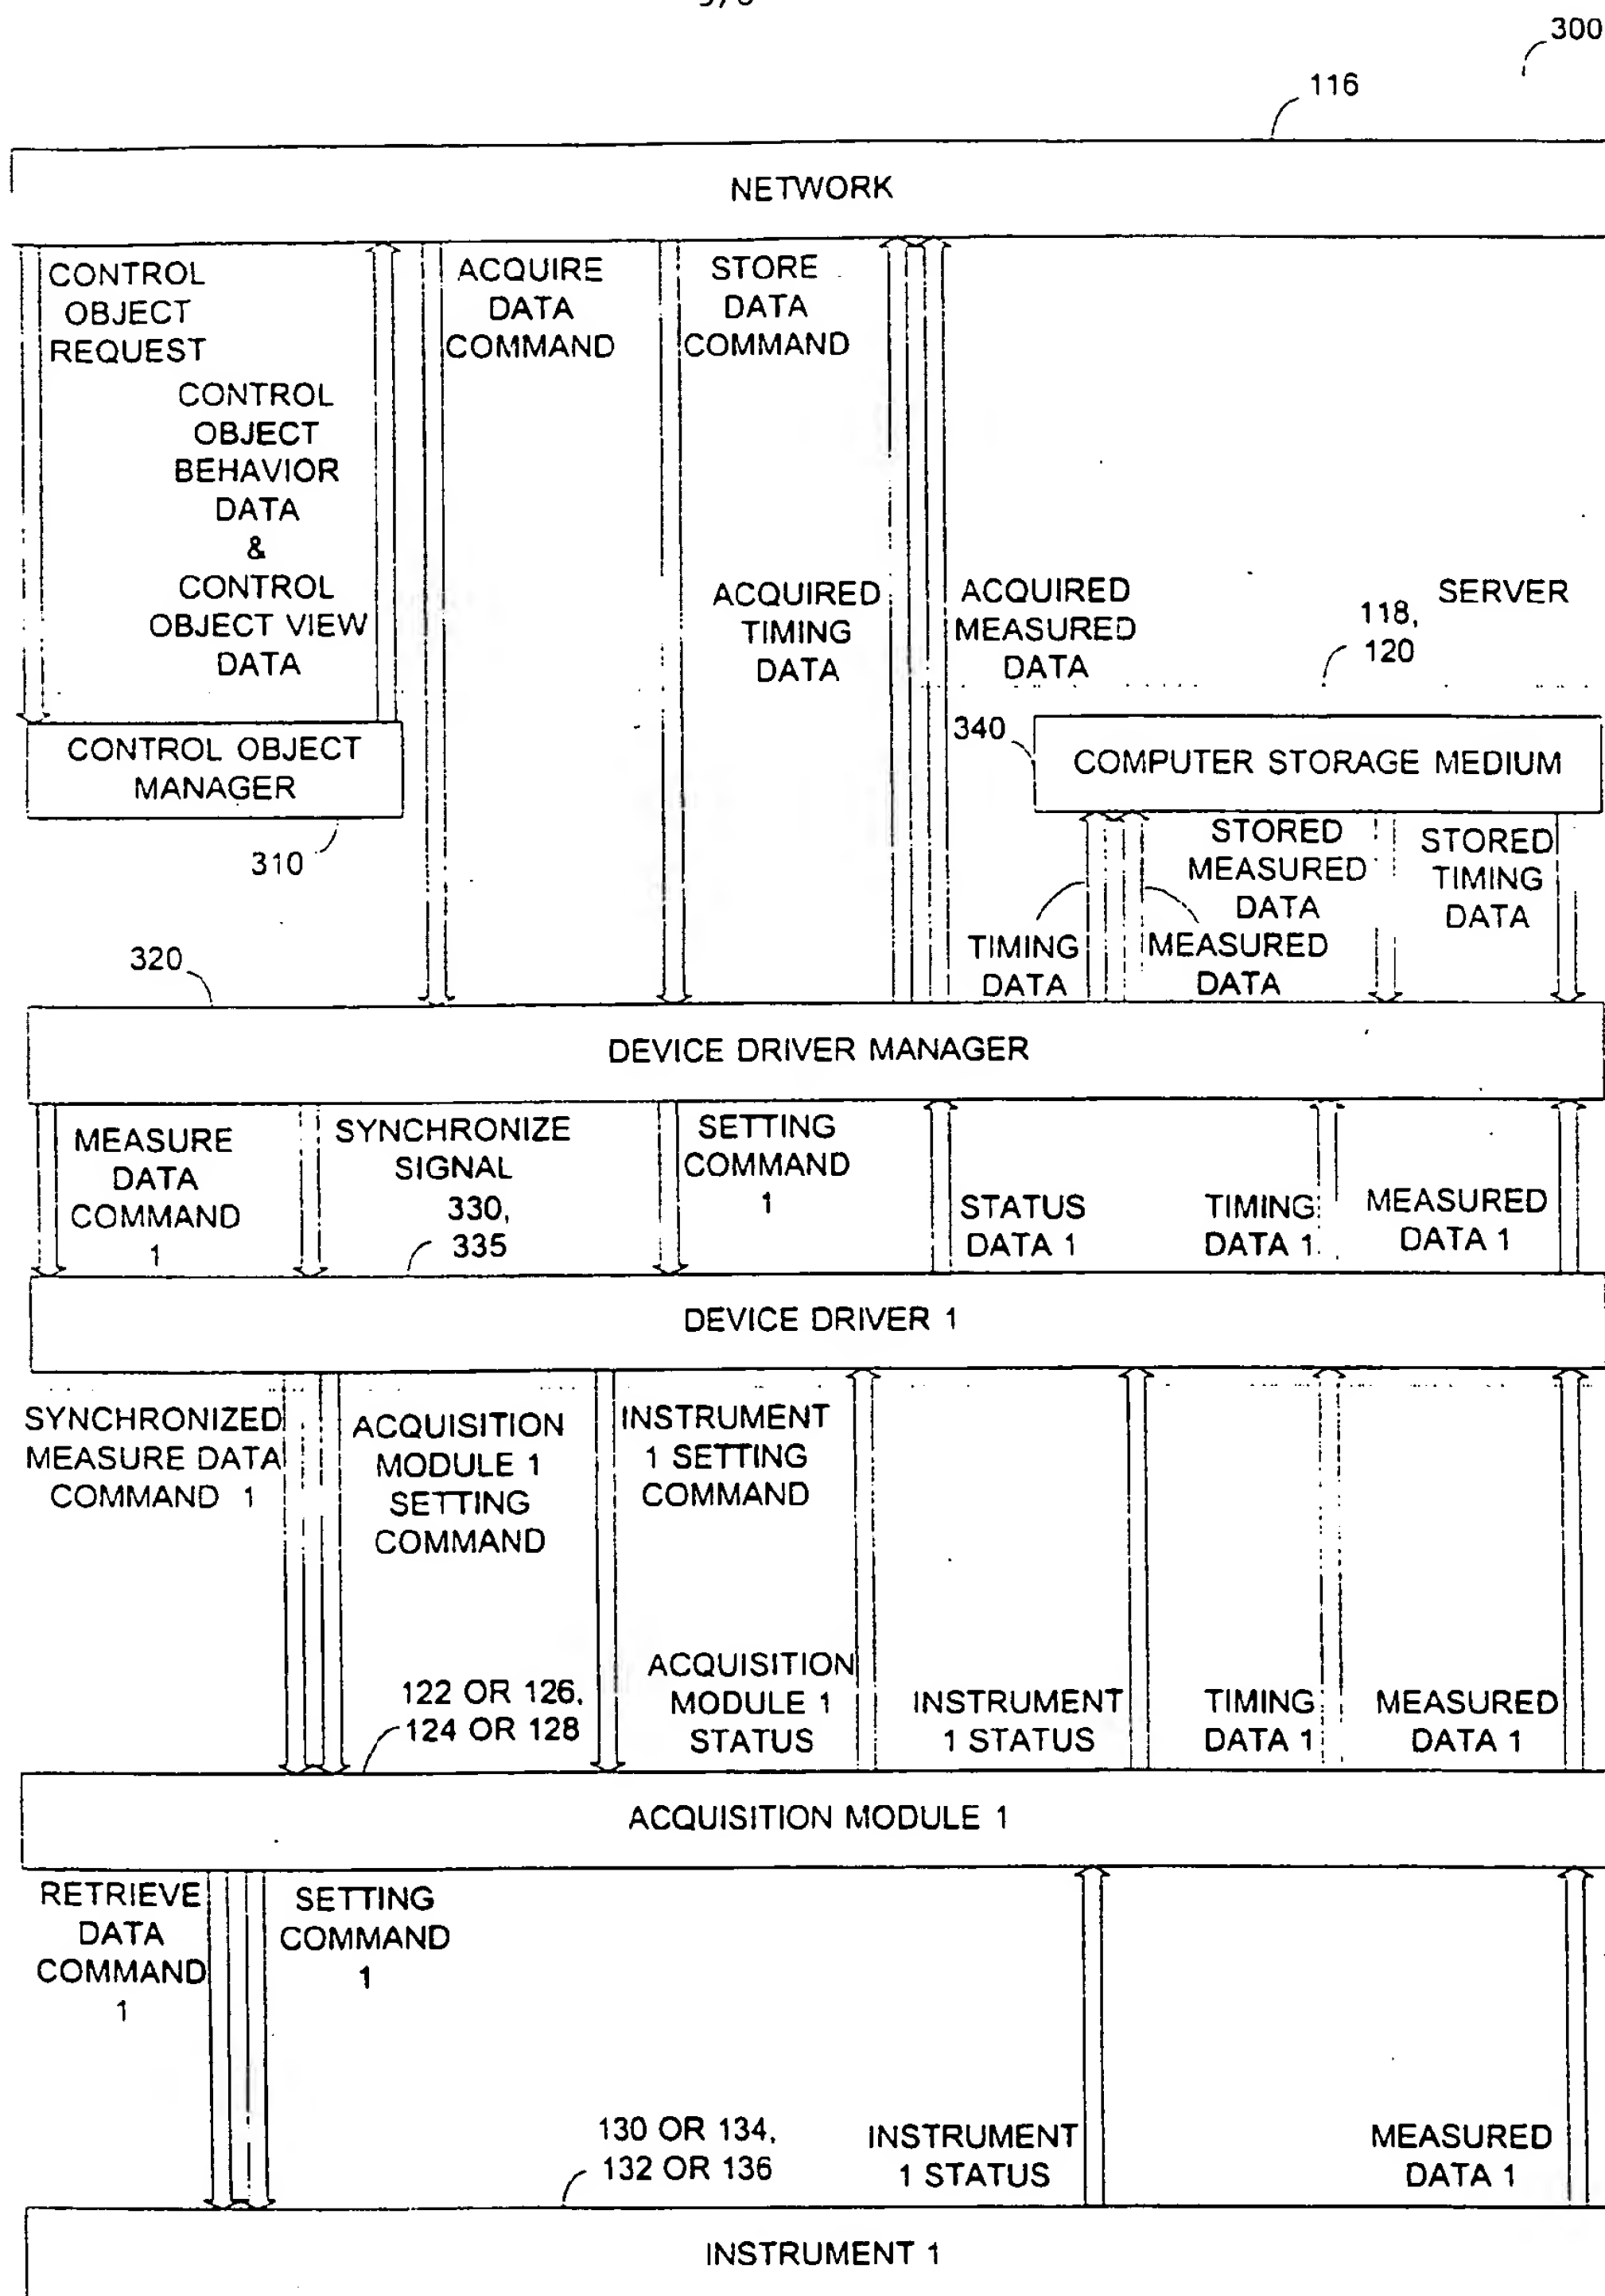 300
116
NETWORK
CONTROL
OBJECT
REQUEST
CONTROL
OBJECT
BEHAVIOR
DATA
&
CONTROL
OBJECT VIEW
DATA
ACQUIRE
DATA
COMMAND
STORE
DATA
COMMAND
ACQUIRED
TIMING
DATA
ACQUIRED
MEASURED
DATA
SERVER
118,
120
CONTROL OBJECT
MANAGER
310
340
COMPUTER STORAGE MEDIUM
TIMING
DATA
STORED
MEASURED
DATA
MEASURED
DATA
STORED
TIMING
DATA
320
DEVICE DRIVER MANAGER
MEASURE
DATA
COMMAND
1
SYNCHRONIZE
SIGNAL
330,
335
SETTING
COMMAND
1
STATUS
DATA 1
TIMING
DATA 1
MEASURED
DATA 1
DEVICE DRIVER 1
SYNCHRONIZED
MEASURE DATA
COMMAND 1
ACQUISITION
MODULE 1
SETTING
COMMAND
INSTRUMENT
1 SETTING
COMMAND
122 OR 126,
124 OR 128
ACQUISITION
MODULE 1
STATUS
INSTRUMENT
1 STATUS
TIMING
DATA 1
MEASURED
DATA 1
ACQUISITION MODULE 1
RETRIEVE
DATA
COMMAND
1
SETTING
COMMAND
1
130 OR 134,
132 OR 136
INSTRUMENT
1 STATUS
MEASURED
DATA 1
INSTRUMENT 1